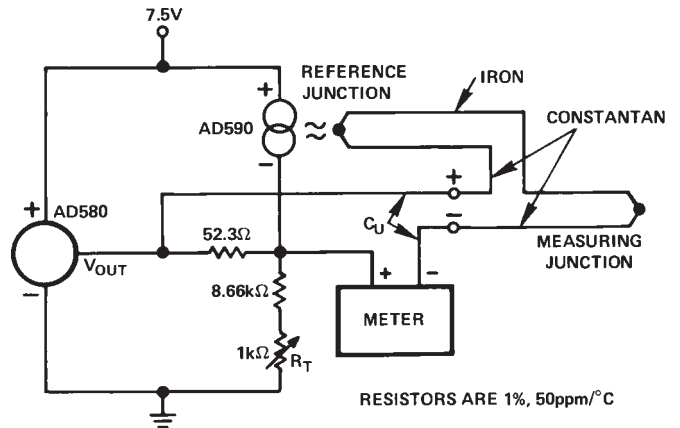 7.5V
REFERENCE
JUNCTION
IRON
CONSTANTAN
+
AD590
≈
−
+
+
AD580
VOUT
−
52.3Ω
CU
−
MEASURING
JUNCTION
8.66kΩ
+ −
METER
1kΩ
RT
RESISTORS ARE 1%, 50ppm/°C